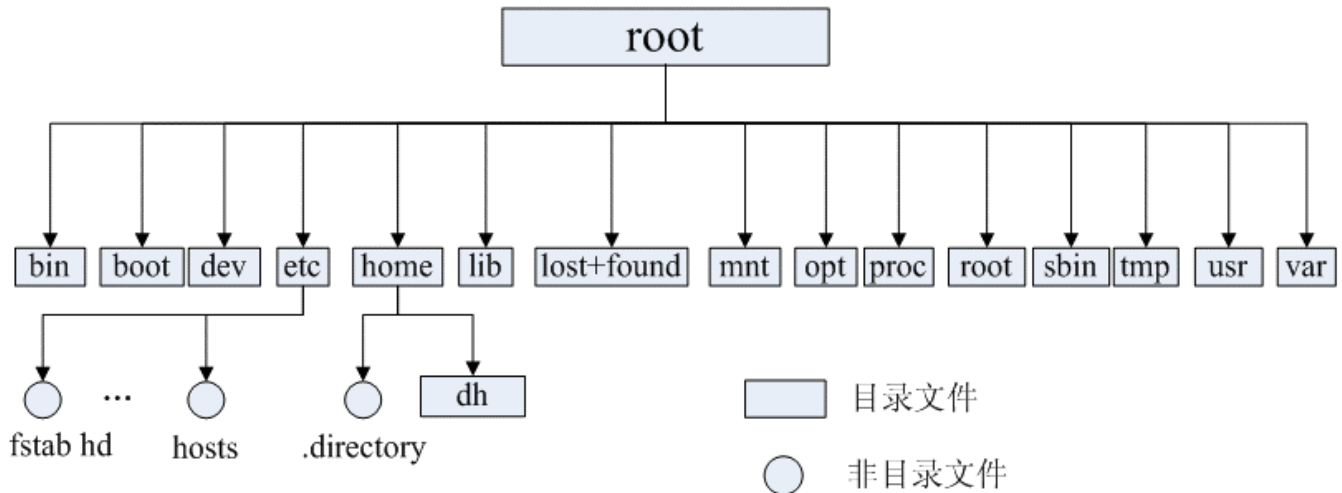 root
bin boot dev etc home lib lost+found mnt opt proc root sbin tmp usr var
... dh 目录文件
fstab hd hosts .directory
非目录文件